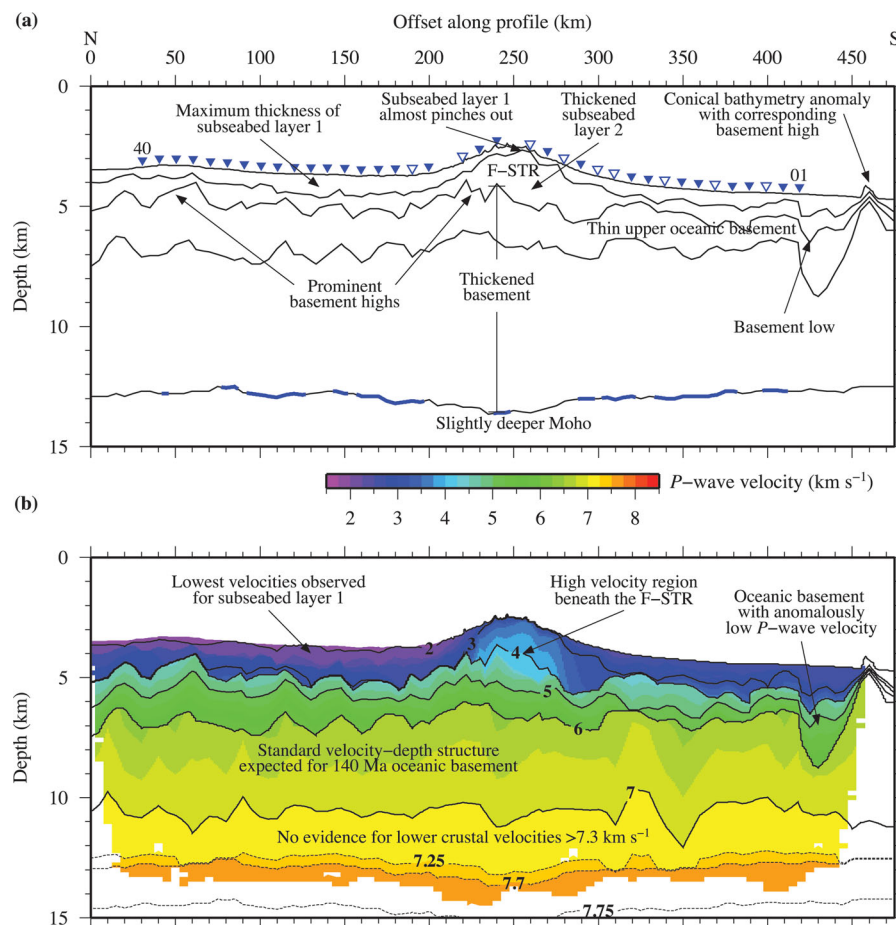 (a)
Offset along profile (km)
N S
0 50 100 150 200 250 300 350 400 450
0
5
10
15
Depth (km)
Maximum thickness of
subseabed layer 1
Subseabed layer 1
almost pinches out
Thickened
subseabed
layer 2
Conical bathymetry anomaly
with corresponding
basement high
40
F−STR
01
Thin upper oceanic basement
Prominent
basement highs
Thickened
basement
Basement low
Slightly deeper Moho
2 3 4 5 6 7 8
P−wave velocity (km s−1)
(b)
0
5
10
15
Depth (km)
Lowest velocities observed
for subseabed layer 1
High velocity region
beneath the F−STR
Oceanic basement
with anomalously
low P−wave velocity
2
3
4
5
6
Standard velocity−depth structure
expected for 140 Ma oceanic basement
7
No evidence for lower crustal velocities >7.3 km s−1
7.25
7.7
7.75